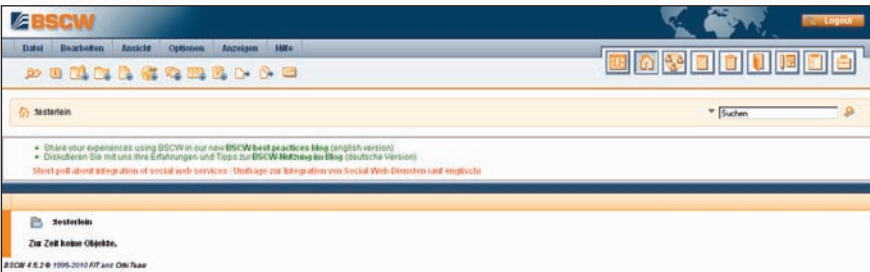 BSCW
Logout
Datei Bearbeiten Ansicht Optionen Anzeigen Hilfe
:testerlein
Suchen
Share your experiences using BSCW in our new BSCW best practices blog (english version)
Diskutieren Sie mit uns Ihre Erfahrungen und Tipps zur BSCW-Nutzung im Blog (deutsche Version)
Short poll about integration of social web services / Umfrage zur Integration von Social-Web-Diensten (auf englisch)
:testerlein
Zur Zeit keine Objekte.
BSCW 4.5.2 © 1995-2010 FIT and OrbiTeam